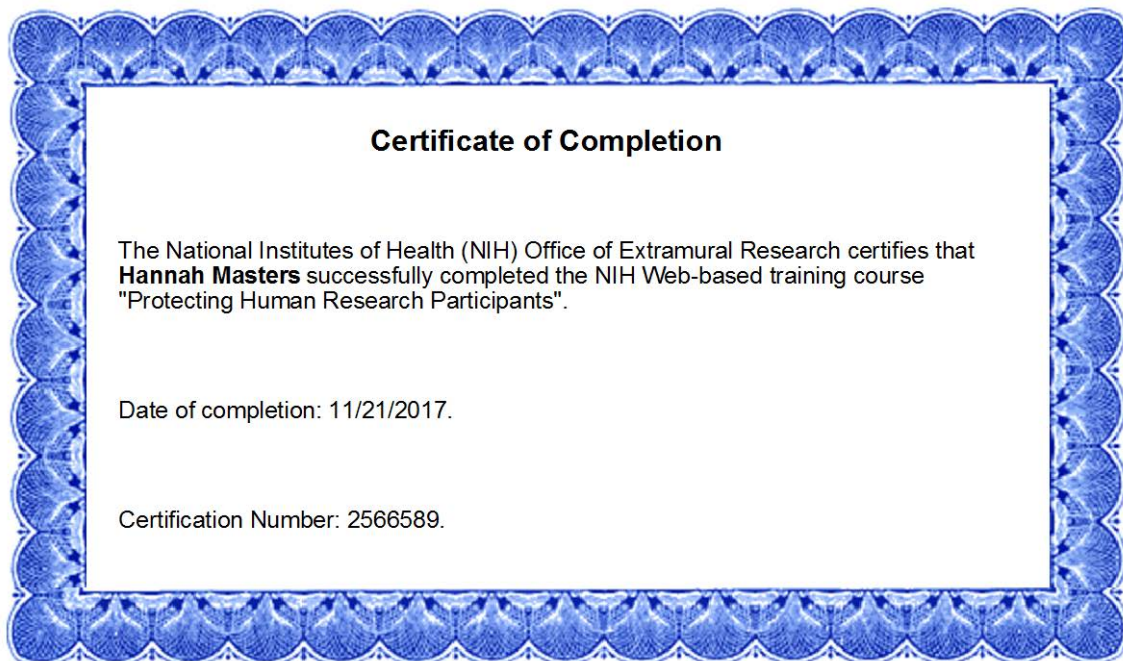 Certificate of Completion
The National Institutes of Health (NIH) Office of Extramural Research certifies that
Hannah Masters successfully completed the NIH Web-based training course
"Protecting Human Research Participants".
Date of completion: 11/21/2017.
Certification Number: 2566589.